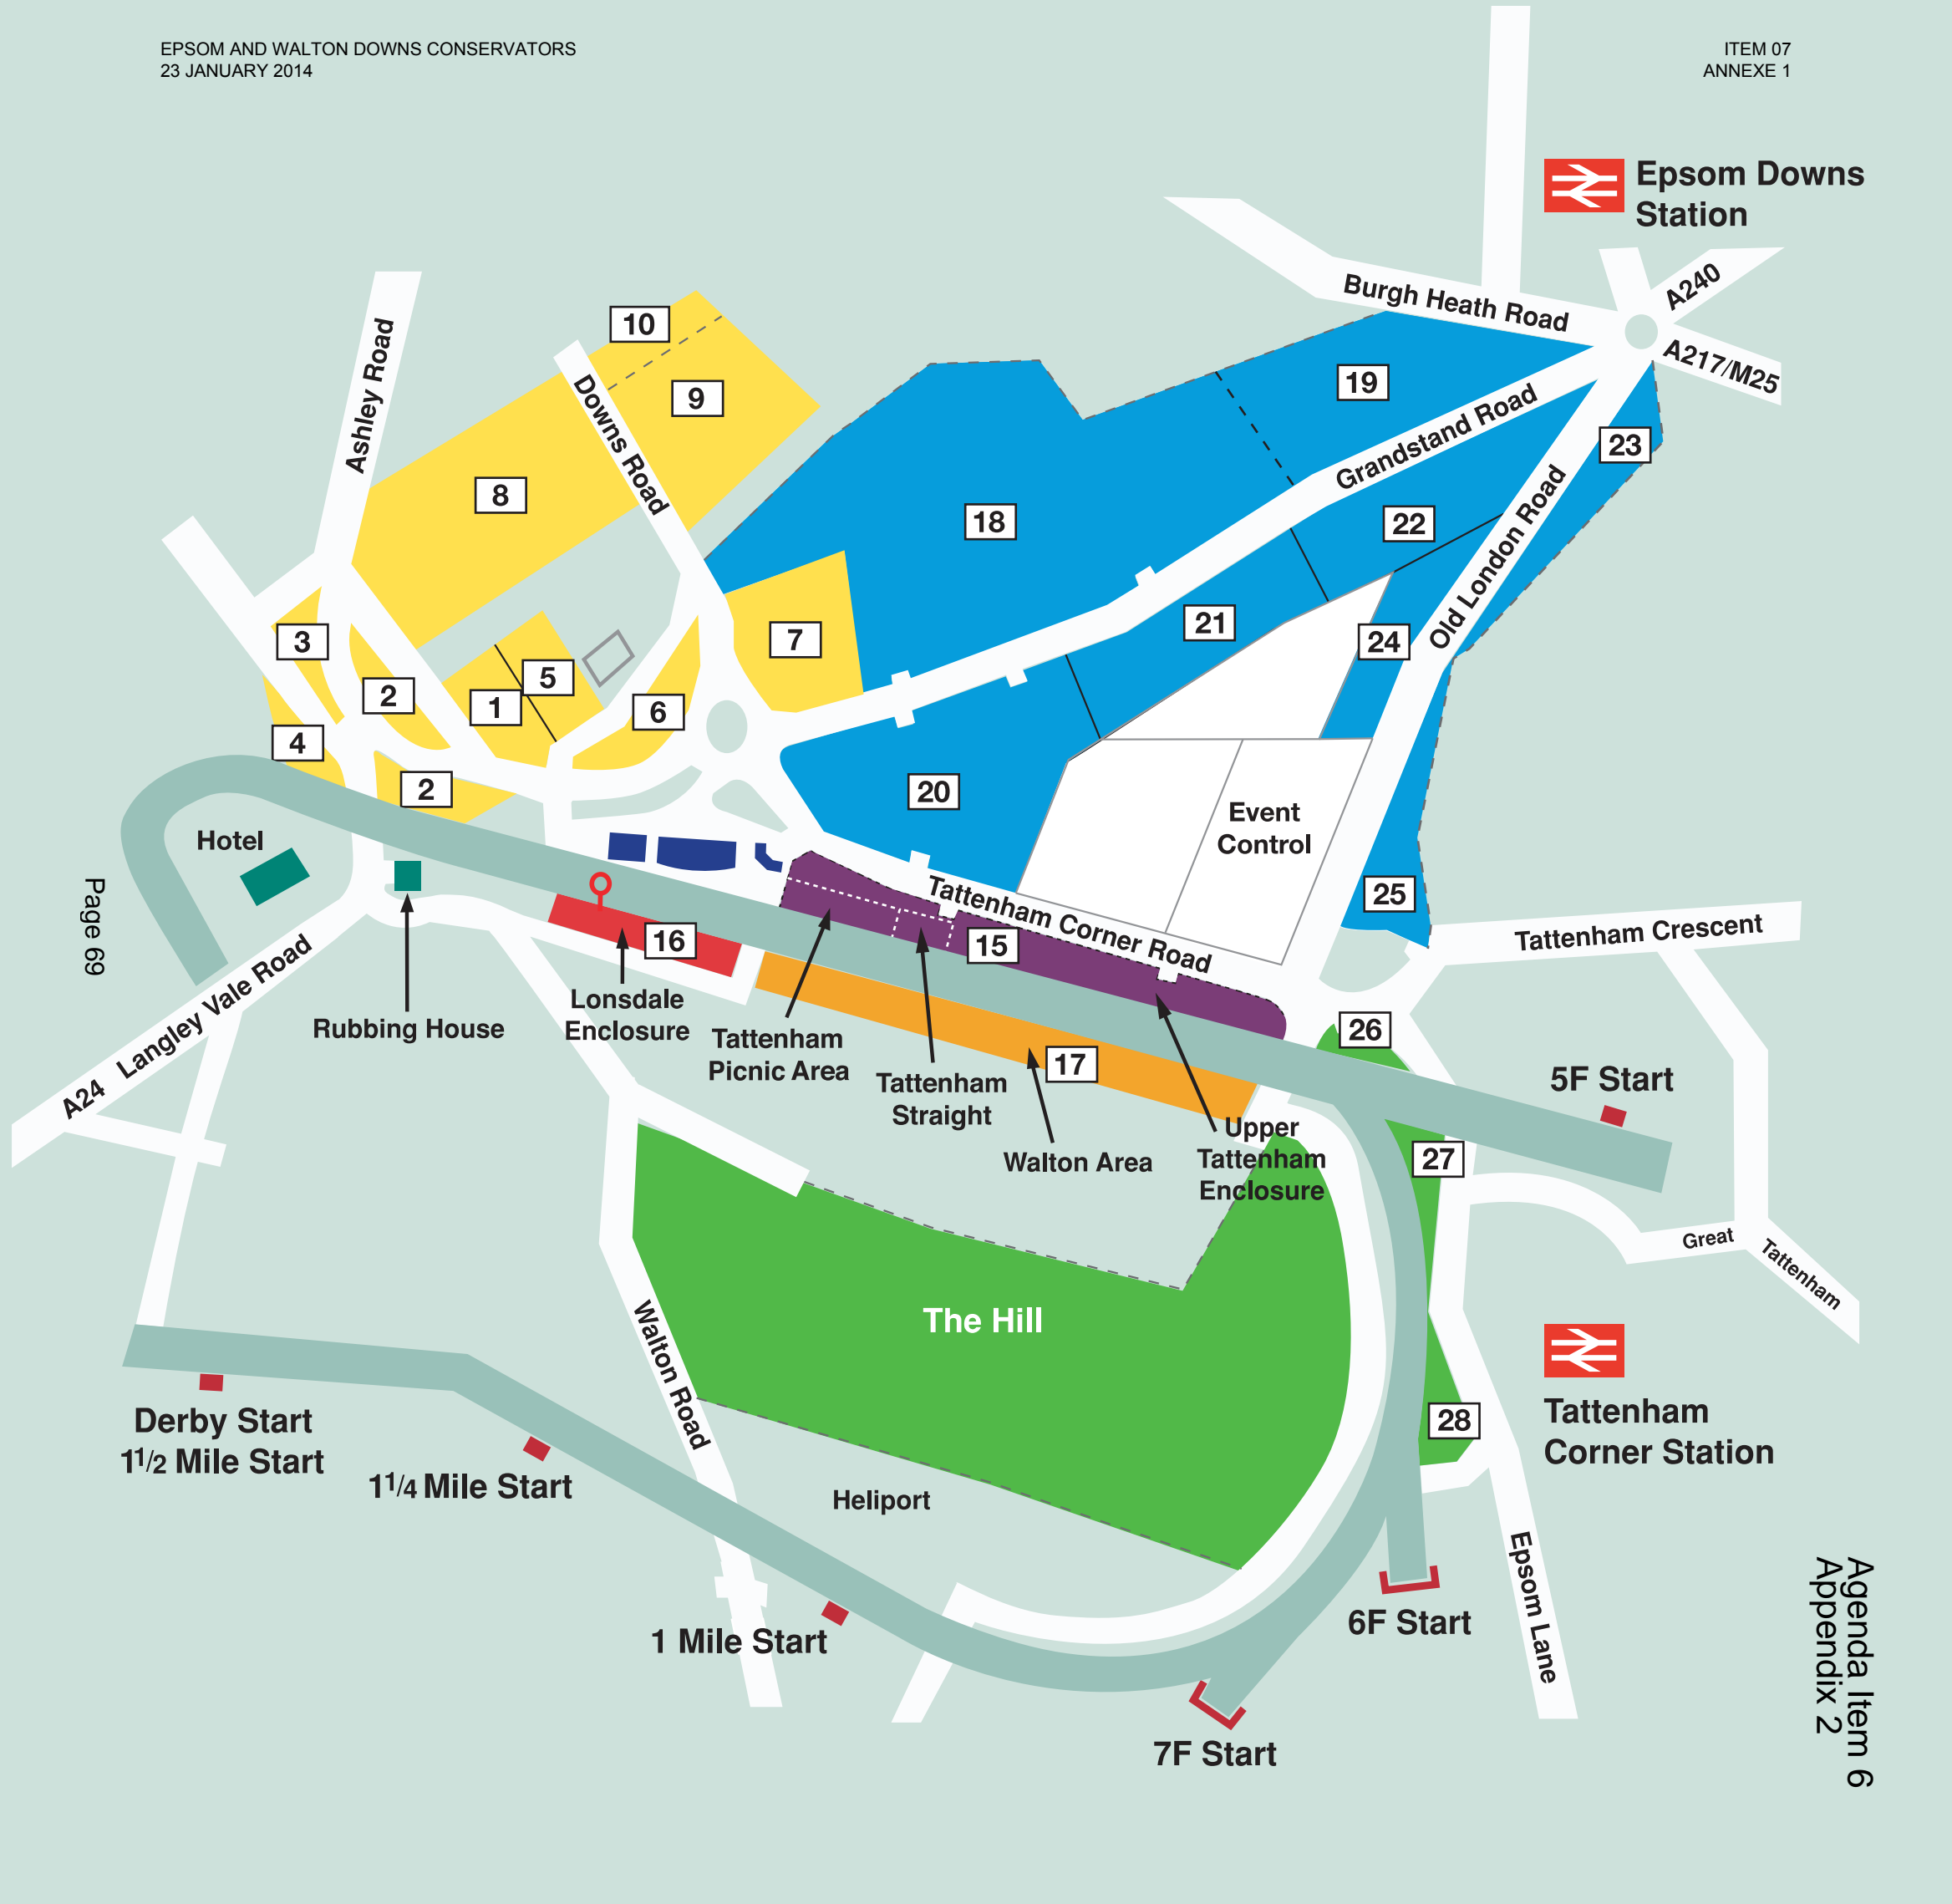 EPSOM AND WALTON DOWNS CONSERVATORS
23 JANUARY 2014
ITEM 07
ANNEXE 1
Epsom Downs
Station
Burgh Heath Road
A240
A217/M25
Ashley Road
10
9
Downs Road
8
19
Grandstand Road
23
18
22
Old London Road
21
24
7
3
2
5
1
6
4
2
20
Event
Control
Hotel
25
Tattenham Corner Road
Tattenham Crescent
Page 69
16
15
A24 Langley Vale Road
Rubbing House
Lonsdale
Enclosure
Tattenham
Picnic Area
Tattenham
Straight
17
26
5F Start
Walton Area
Upper
Tattenham
Enclosure
27
Great
Tattenham
The Hill
Walton Road
Tattenham
Corner Station
28
Derby Start
1 1/2 Mile Start
1 1/4 Mile Start
Heliport
1 Mile Start
6F Start
Epsom Lane
7F Start
Agenda Item 6
Appendix 2